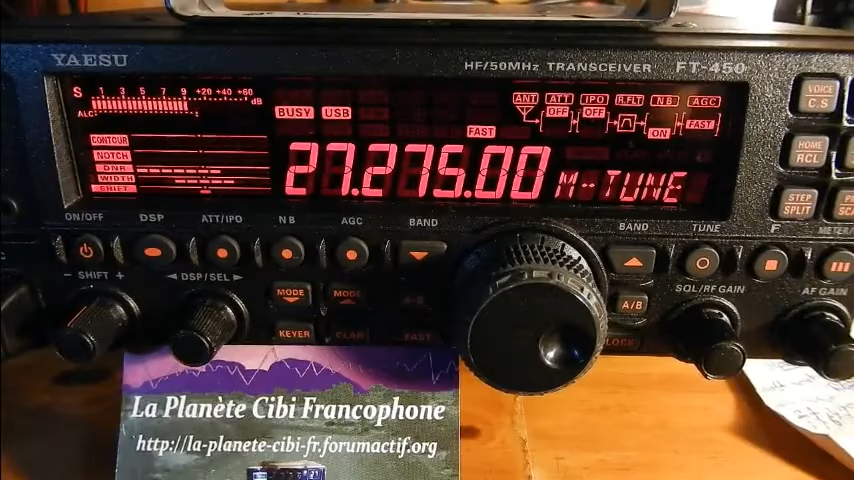 YAESU
HF/50MHz TRANSCEIVER FT-450
S 1 3 5 7 9 +20 +40 +60 dB
ALC
BUSY USB
FAST
ANT ATT IPO R.FLT NB AGC
OFF OFF ON FAST
CONTOUR
NOTCH
DNR
WIDTH
SHIFT
27.275.00
M-TUNE
VOICE
C.S
HOME
RCL
STEP
SPLIT
ON/OFF DSP ATT/IPO NB AGC BAND BAND TUNE F
- SHIFT + DSP/SEL SQL/RF GAIN AF GAIN
MODE MODE
A/B
KEYER CLAR FAST LOCK
La Planète Cibi Francophone
http://la-planete-cibi-fr.forumactif.org